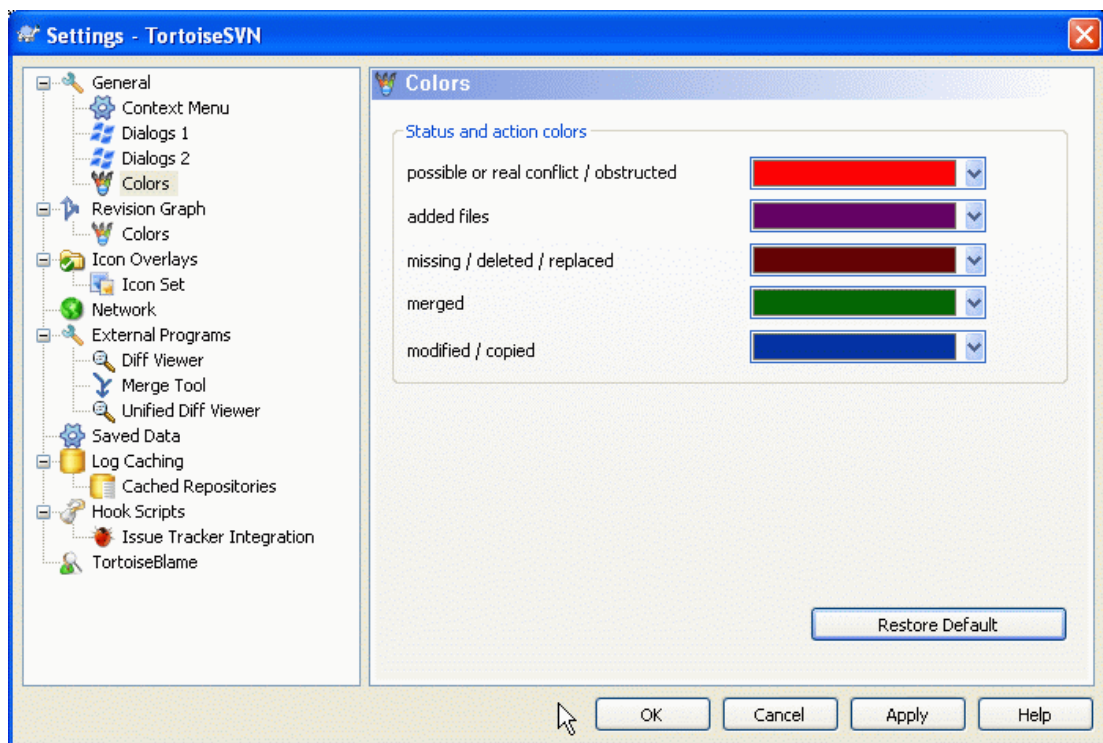 Settings - TortoiseSVN
General
Context Menu
Dialogs 1
Dialogs 2
Colors
Revision Graph
Colors
Icon Overlays
Icon Set
Network
External Programs
Diff Viewer
Merge Tool
Unified Diff Viewer
Saved Data
Log Caching
Cached Repositories
Hook Scripts
Issue Tracker Integration
TortoiseBlame
Colors
Status and action colors
possible or real conflict / obstructed
added files
missing / deleted / replaced
merged
modified / copied
Restore Default
OK Cancel Apply Help